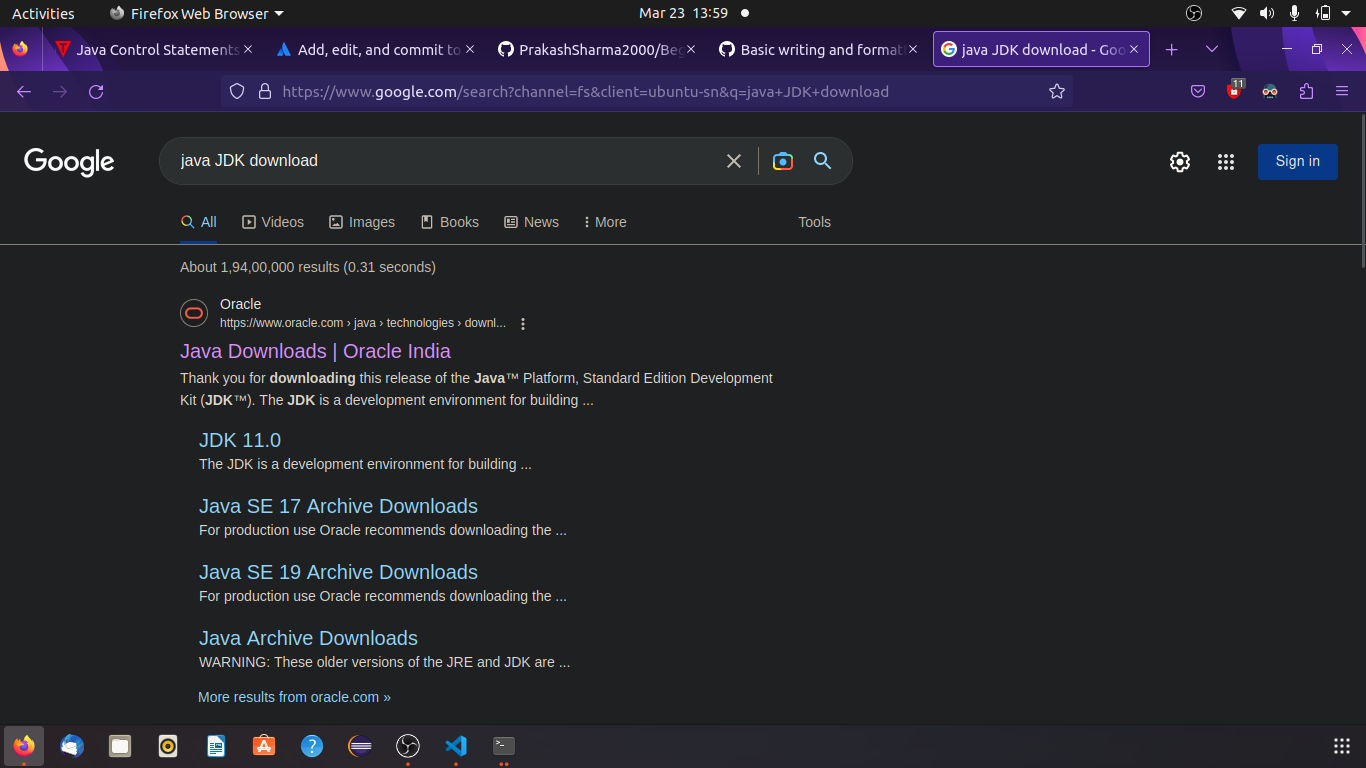 Activities
Firefox Web Browser
Mar 23 13:59
Java Control Statements
Add, edit, and commit to
PrakashSharma2000/Beg
Basic writing and format
java JDK download - Goo
https://www.google.com/search?channel=fs&client=ubuntu-sn&q=java+JDK+download
11
Google
java JDK download
Sign in
All
Videos
Images
Books
News
More
Tools
About 1,94,00,000 results (0.31 seconds)
Oracle
https://www.oracle.com › java › technologies › downl...
Java Downloads | Oracle India
Thank you for downloading this release of the Java™ Platform, Standard Edition Development
Kit (JDK™). The JDK is a development environment for building ...
JDK 11.0
The JDK is a development environment for building ...
Java SE 17 Archive Downloads
For production use Oracle recommends downloading the ...
Java SE 19 Archive Downloads
For production use Oracle recommends downloading the ...
Java Archive Downloads
WARNING: These older versions of the JRE and JDK are ...
More results from oracle.com »